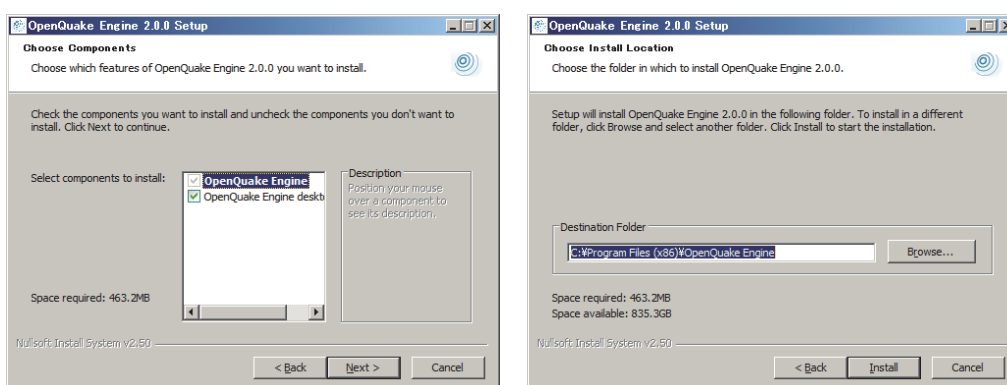 OpenQuake Engine 2.0.0 Setup
Choose Components
Choose which features of OpenQuake Engine 2.0.0 you want to install.
Check the components you want to install and uncheck the components you don't want to
install. Click Next to continue.
Select components to install:
OpenQuake Engine
OpenQuake Engine deskt
Description
Position your mouse
over a component to
see its description.
Space required: 463.2MB
Nullsoft Install System v2.50
< Back
Next >
Cancel
OpenQuake Engine 2.0.0 Setup
Choose Install Location
Choose the folder in which to install OpenQuake Engine 2.0.0.
Setup will install OpenQuake Engine 2.0.0 in the following folder. To install in a different
folder, click Browse and select another folder. Click Install to start the installation.
Destination Folder
C:¥Program Files (x86)¥OpenQuake Engine
Browse...
Space required: 463.2MB
Space available: 835.3GB
Nullsoft Install System v2.50
< Back
Install
Cancel